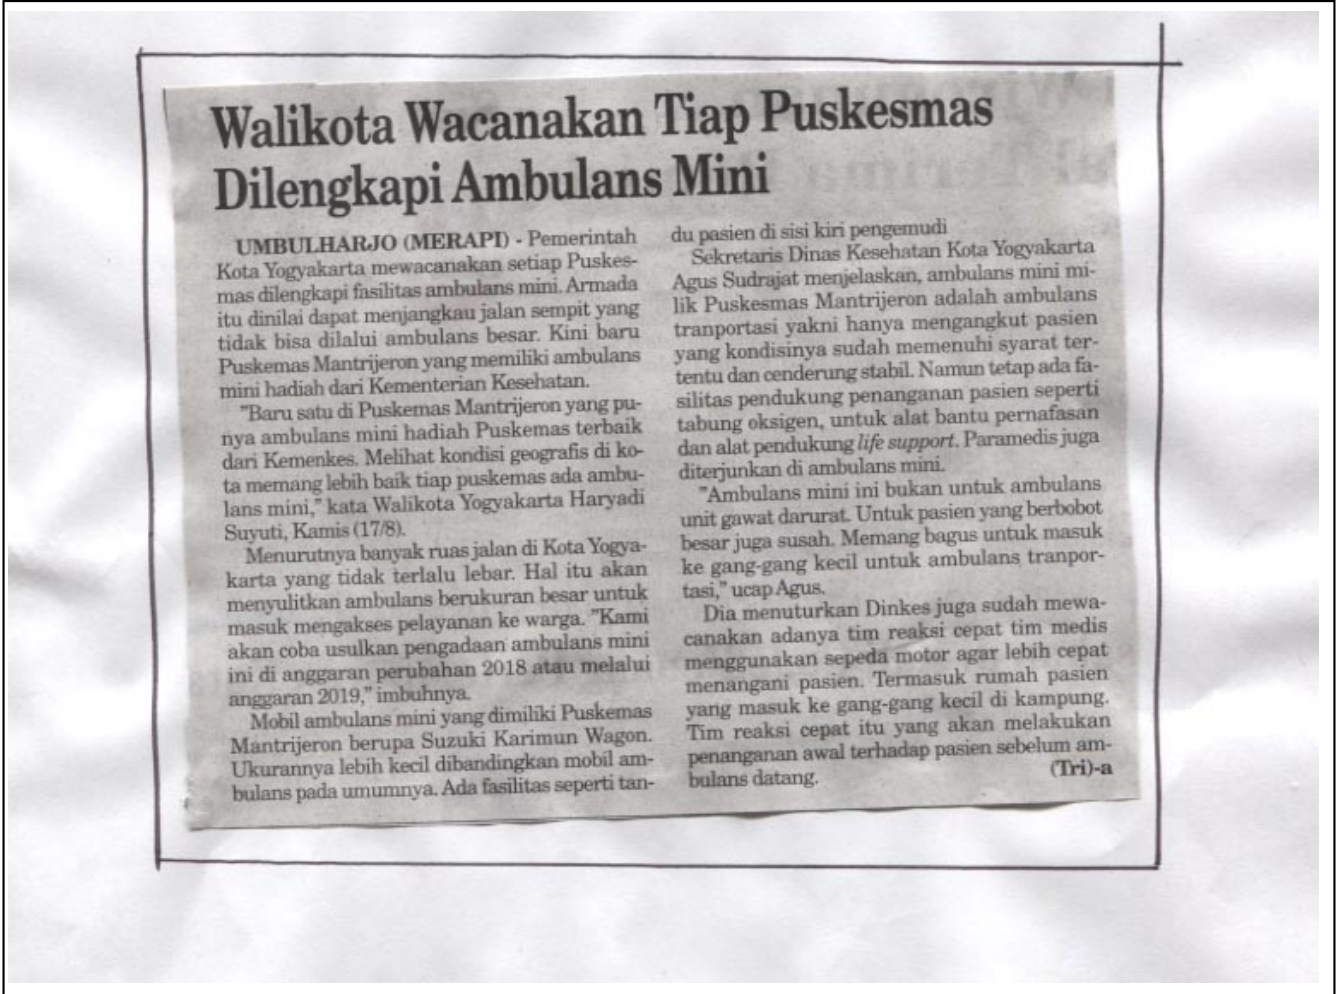 Walikota Wacanakan Tiap Puskesmas
Dilengkapi Ambulans Mini
UMBULHARJO (MERAPI) - Pemerintah
Kota Yogyakarta mewacanakan setiap Puskes-
mas dilengkapi fasilitas ambulans mini. Armada
itu dinilai dapat menjangkau jalan sempit yang
tidak bisa dilalui ambulans besar. Kini baru
Puskemas Mantrijeron yang memiliki ambulans
mini hadiah dari Kementerian Kesehatan.
"Baru satu di Puskemas Mantrijeron yang pu-
nya ambulans mini hadiah Puskemas terbaik
dari Kemenkes. Melihat kondisi geografis di ko-
ta memang lebih baik tiap puskemas ada ambu-
lans mini," kata Walikota Yogyakarta Haryadi
Suyuti, Kamis (17/8).
Menurutnya banyak ruas jalan di Kota Yogya-
karta yang tidak terlalu lebar. Hal itu akan
menyulitkan ambulans berukuran besar untuk
masuk mengakses pelayanan ke warga. "Kami
akan coba usulkan pengadaan ambulans mini
ini di anggaran perubahan 2018 atau melalui
anggaran 2019," imbuhnya.
Mobil ambulans mini yang dimiliki Puskemas
Mantrijeron berupa Suzuki Karimun Wagon.
Ukurannya lebih kecil dibandingkan mobil am-
bulans pada umumnya. Ada fasilitas seperti tan-
du pasien di sisi kiri pengemudi
Sekretaris Dinas Kesehatan Kota Yogyakarta
Agus Sudrajat menjelaskan, ambulans mini mi-
lik Puskesmas Mantrijeron adalah ambulans
tranportasi yakni hanya mengangkut pasien
yang kondisinya sudah memenuhi syarat ter-
tentu dan cenderung stabil. Namun tetap ada fa-
silitas pendukung penanganan pasien seperti
tabung oksigen, untuk alat bantu pernafasan
dan alat pendukung life support. Paramedis juga
diterjunkan di ambulans mini.
"Ambulans mini ini bukan untuk ambulans
unit gawat darurat. Untuk pasien yang berbobot
besar juga susah. Memang bagus untuk masuk
ke gang-gang kecil untuk ambulans tranpor-
tasi," ucap Agus.
Dia menuturkan Dinkes juga sudah mewa-
canakan adanya tim reaksi cepat tim medis
menggunakan sepeda motor agar lebih cepat
menangani pasien. Termasuk rumah pasien
yang masuk ke gang-gang kecil di kampung.
Tim reaksi cepat itu yang akan melakukan
penanganan awal terhadap pasien sebelum am-
bulans datang. (Tri)-a